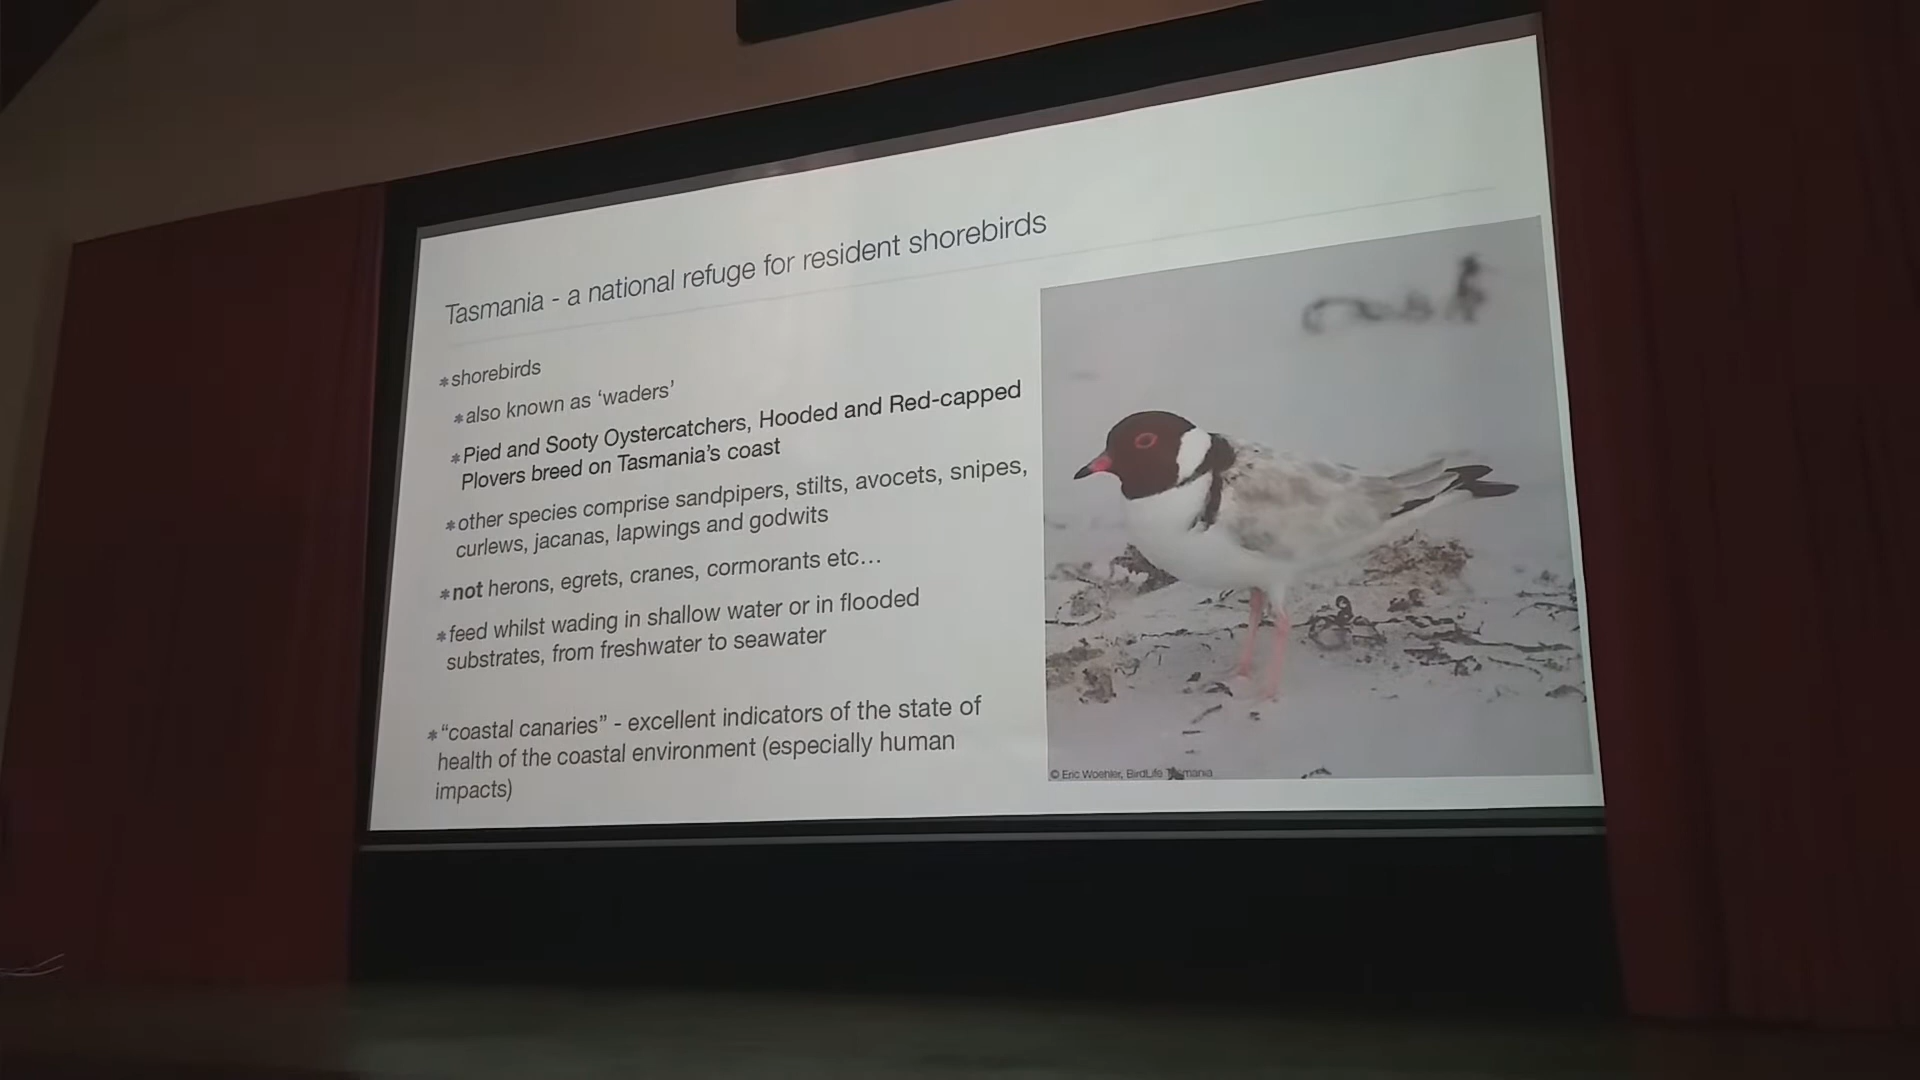 Tasmania - a national refuge for resident shorebirds
*shorebirds
*also known as ‘waders’
*Pied and Sooty Oystercatchers, Hooded and Red-capped
Plovers breed on Tasmania’s coast
*other species comprise sandpipers, stilts, avocets, snipes,
curlews, jacanas, lapwings and godwits
*not herons, egrets, cranes, cormorants etc…
*feed whilst wading in shallow water or in flooded
substrates, from freshwater to seawater
*“coastal canaries” - excellent indicators of the state of
health of the coastal environment (especially human
impacts)
© Eric Woehler, BirdLife Tasmania